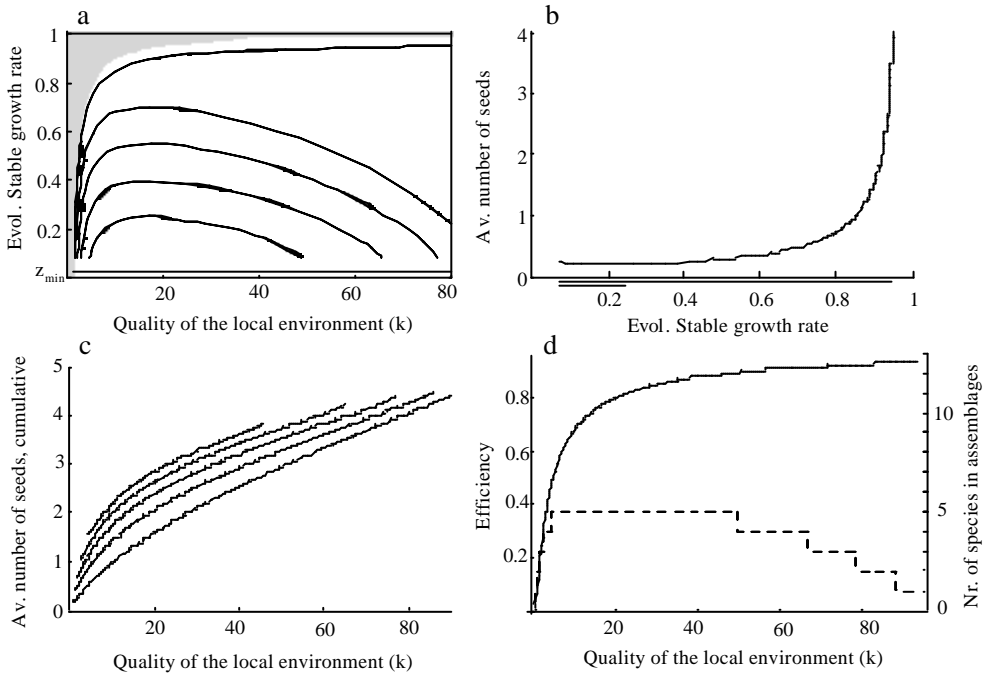 a
Evol. Stable growth rate
1
0.8
0.6
0.4
0.2
zmin
20
40
60
80
Quality of the local environment (k)
b
Av. number of seeds
4
3
2
1
0
0.2
0.4
0.6
0.8
1
Evol. Stable growth rate
c
Av. number of seeds, cumulative
5
4
3
2
1
0
20
40
60
80
Quality of the local environment (k)
d
Efficiency
0.8
0.6
0.4
0.2
10
5
0
Nr. of species in assemblages
20
40
60
80
Quality of the local environment (k)